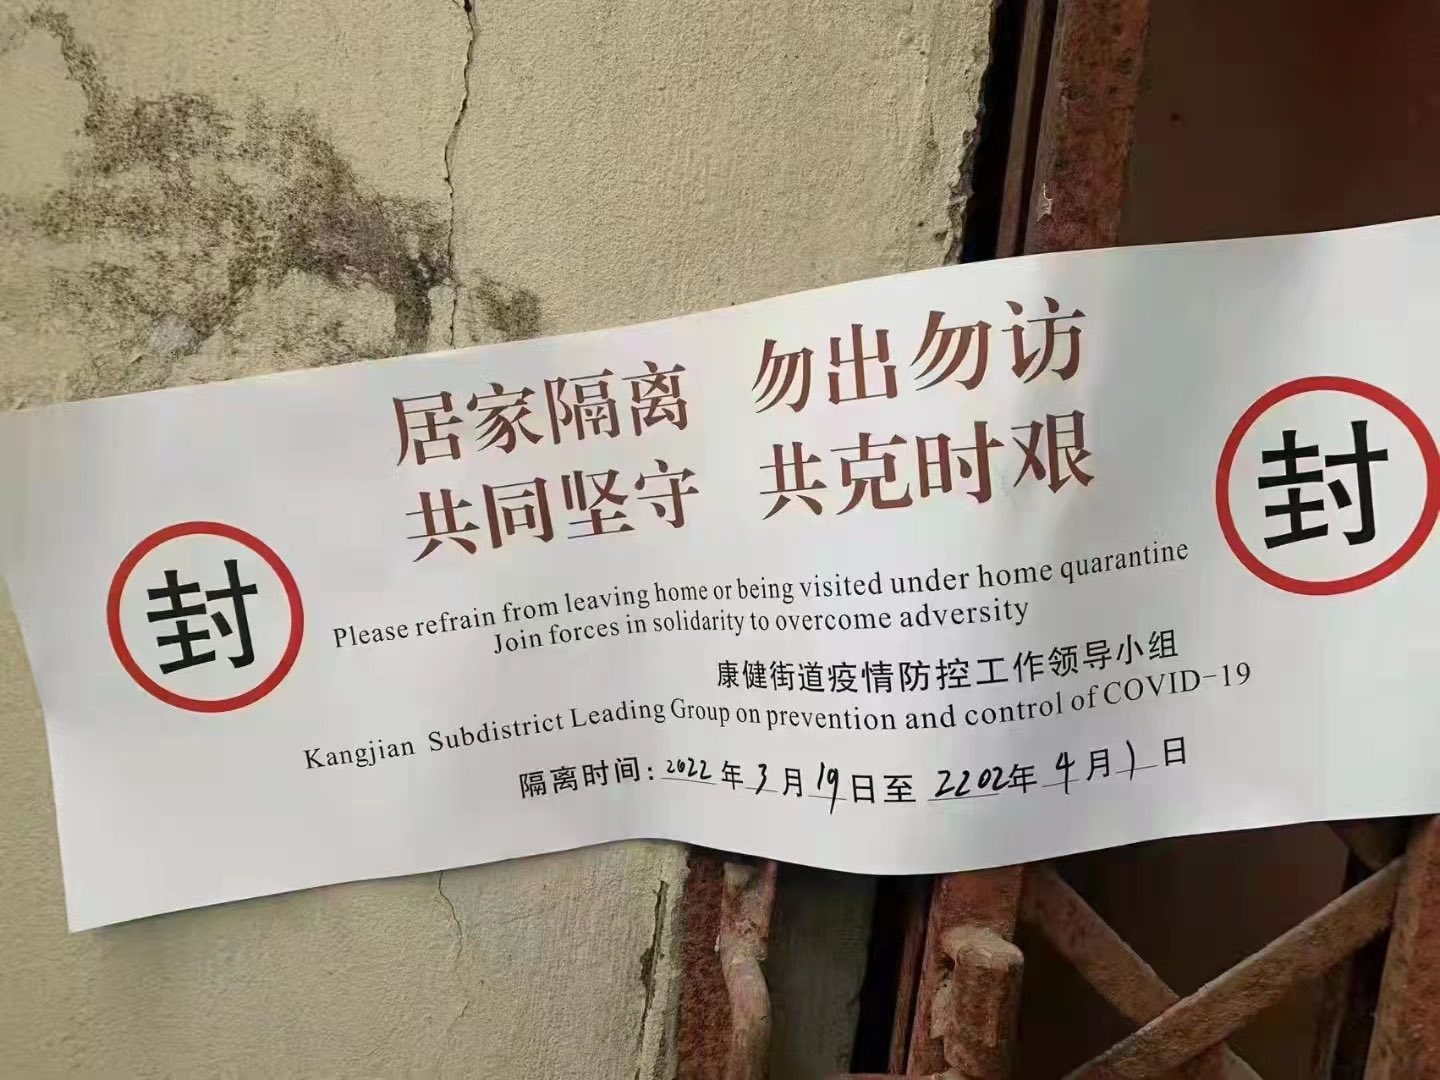 居家隔离 勿出勿访
共同坚守 共克时艰
封
封
Please refrain from leaving home or being visited under home quarantine
Join forces in solidarity to overcome adversity
康健街道疫情防控工作领导小组
Kangjian Subdistrict Leading Group on prevention and control of COVID-19
隔离时间:2022年3月19日至2202年4月1日